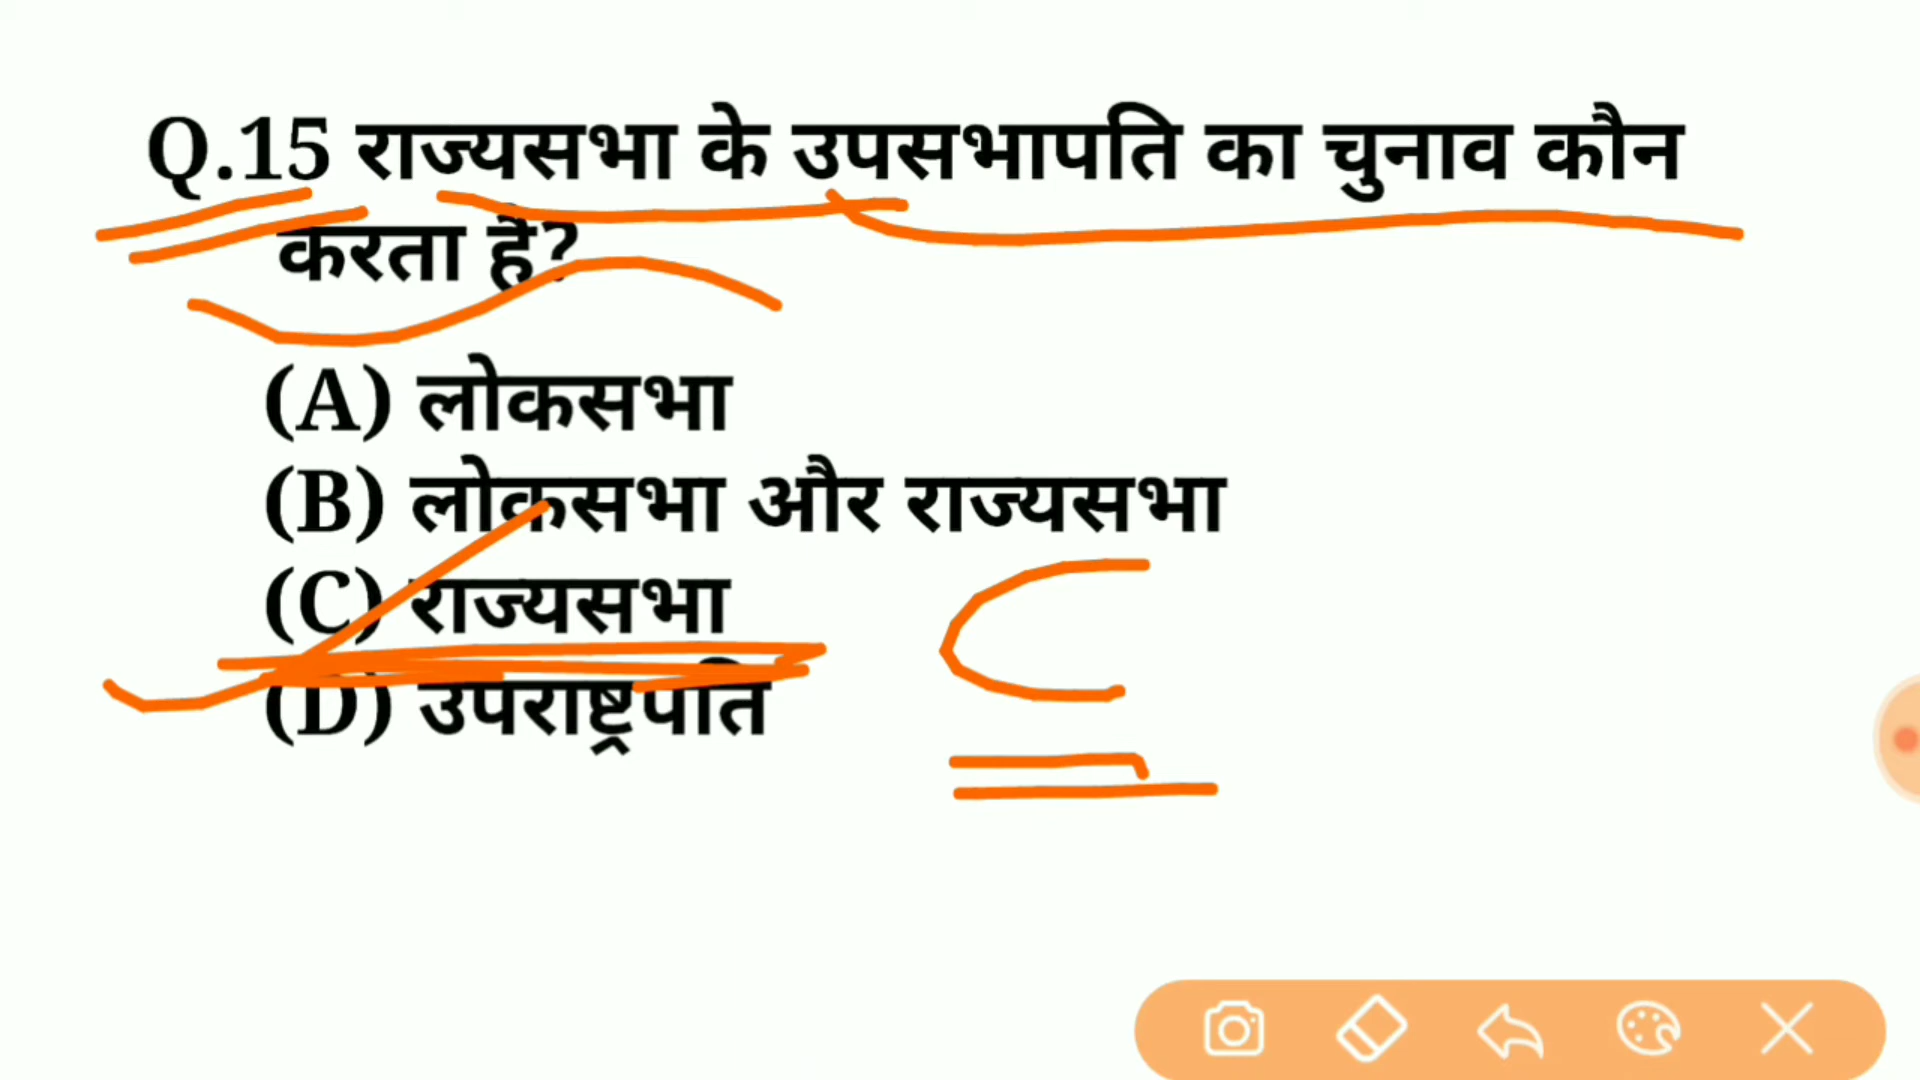 Q.15 राज्यसभा के उपसभापति का चुनाव कौन
करता है?
(A) लोकसभा
(B) लोकसभा और राज्यसभा
(C) राज्यसभा
(D) उपराष्ट्रपति
C